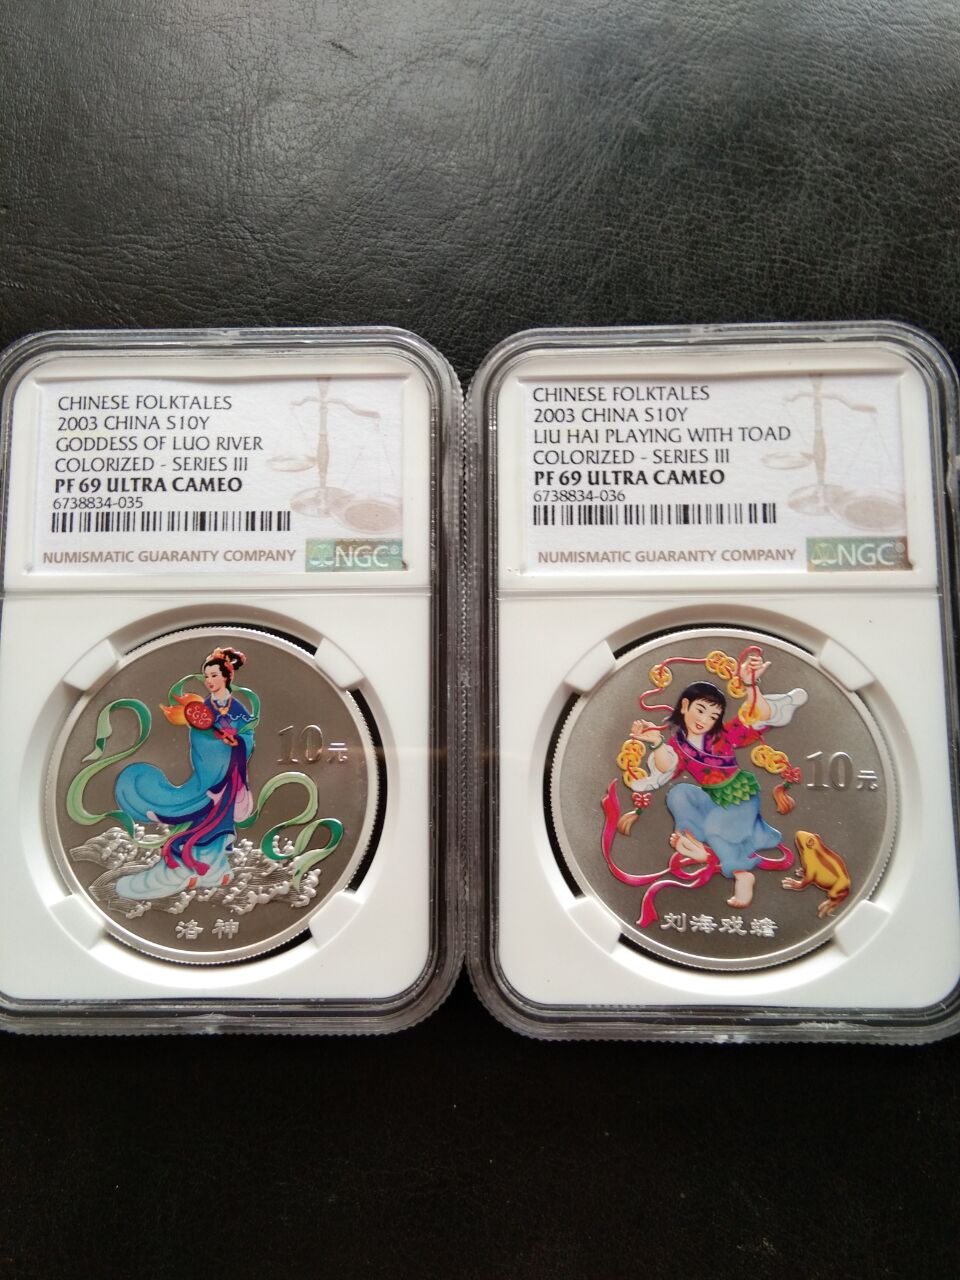 CHINESE FOLKTALES
2003 CHINA S10Y
GODDESS OF LUO RIVER
COLORIZED - SERIES III
PF 69 ULTRA CAMEO
6738834-035
NUMISMATIC GUARANTY COMPANY NGC®
10元
洛神
CHINESE FOLKTALES
2003 CHINA S10Y
LIU HAI PLAYING WITH TOAD
COLORIZED - SERIES III
PF 69 ULTRA CAMEO
6738834-036
NUMISMATIC GUARANTY COMPANY NGC®
10元
刘海戏蟾